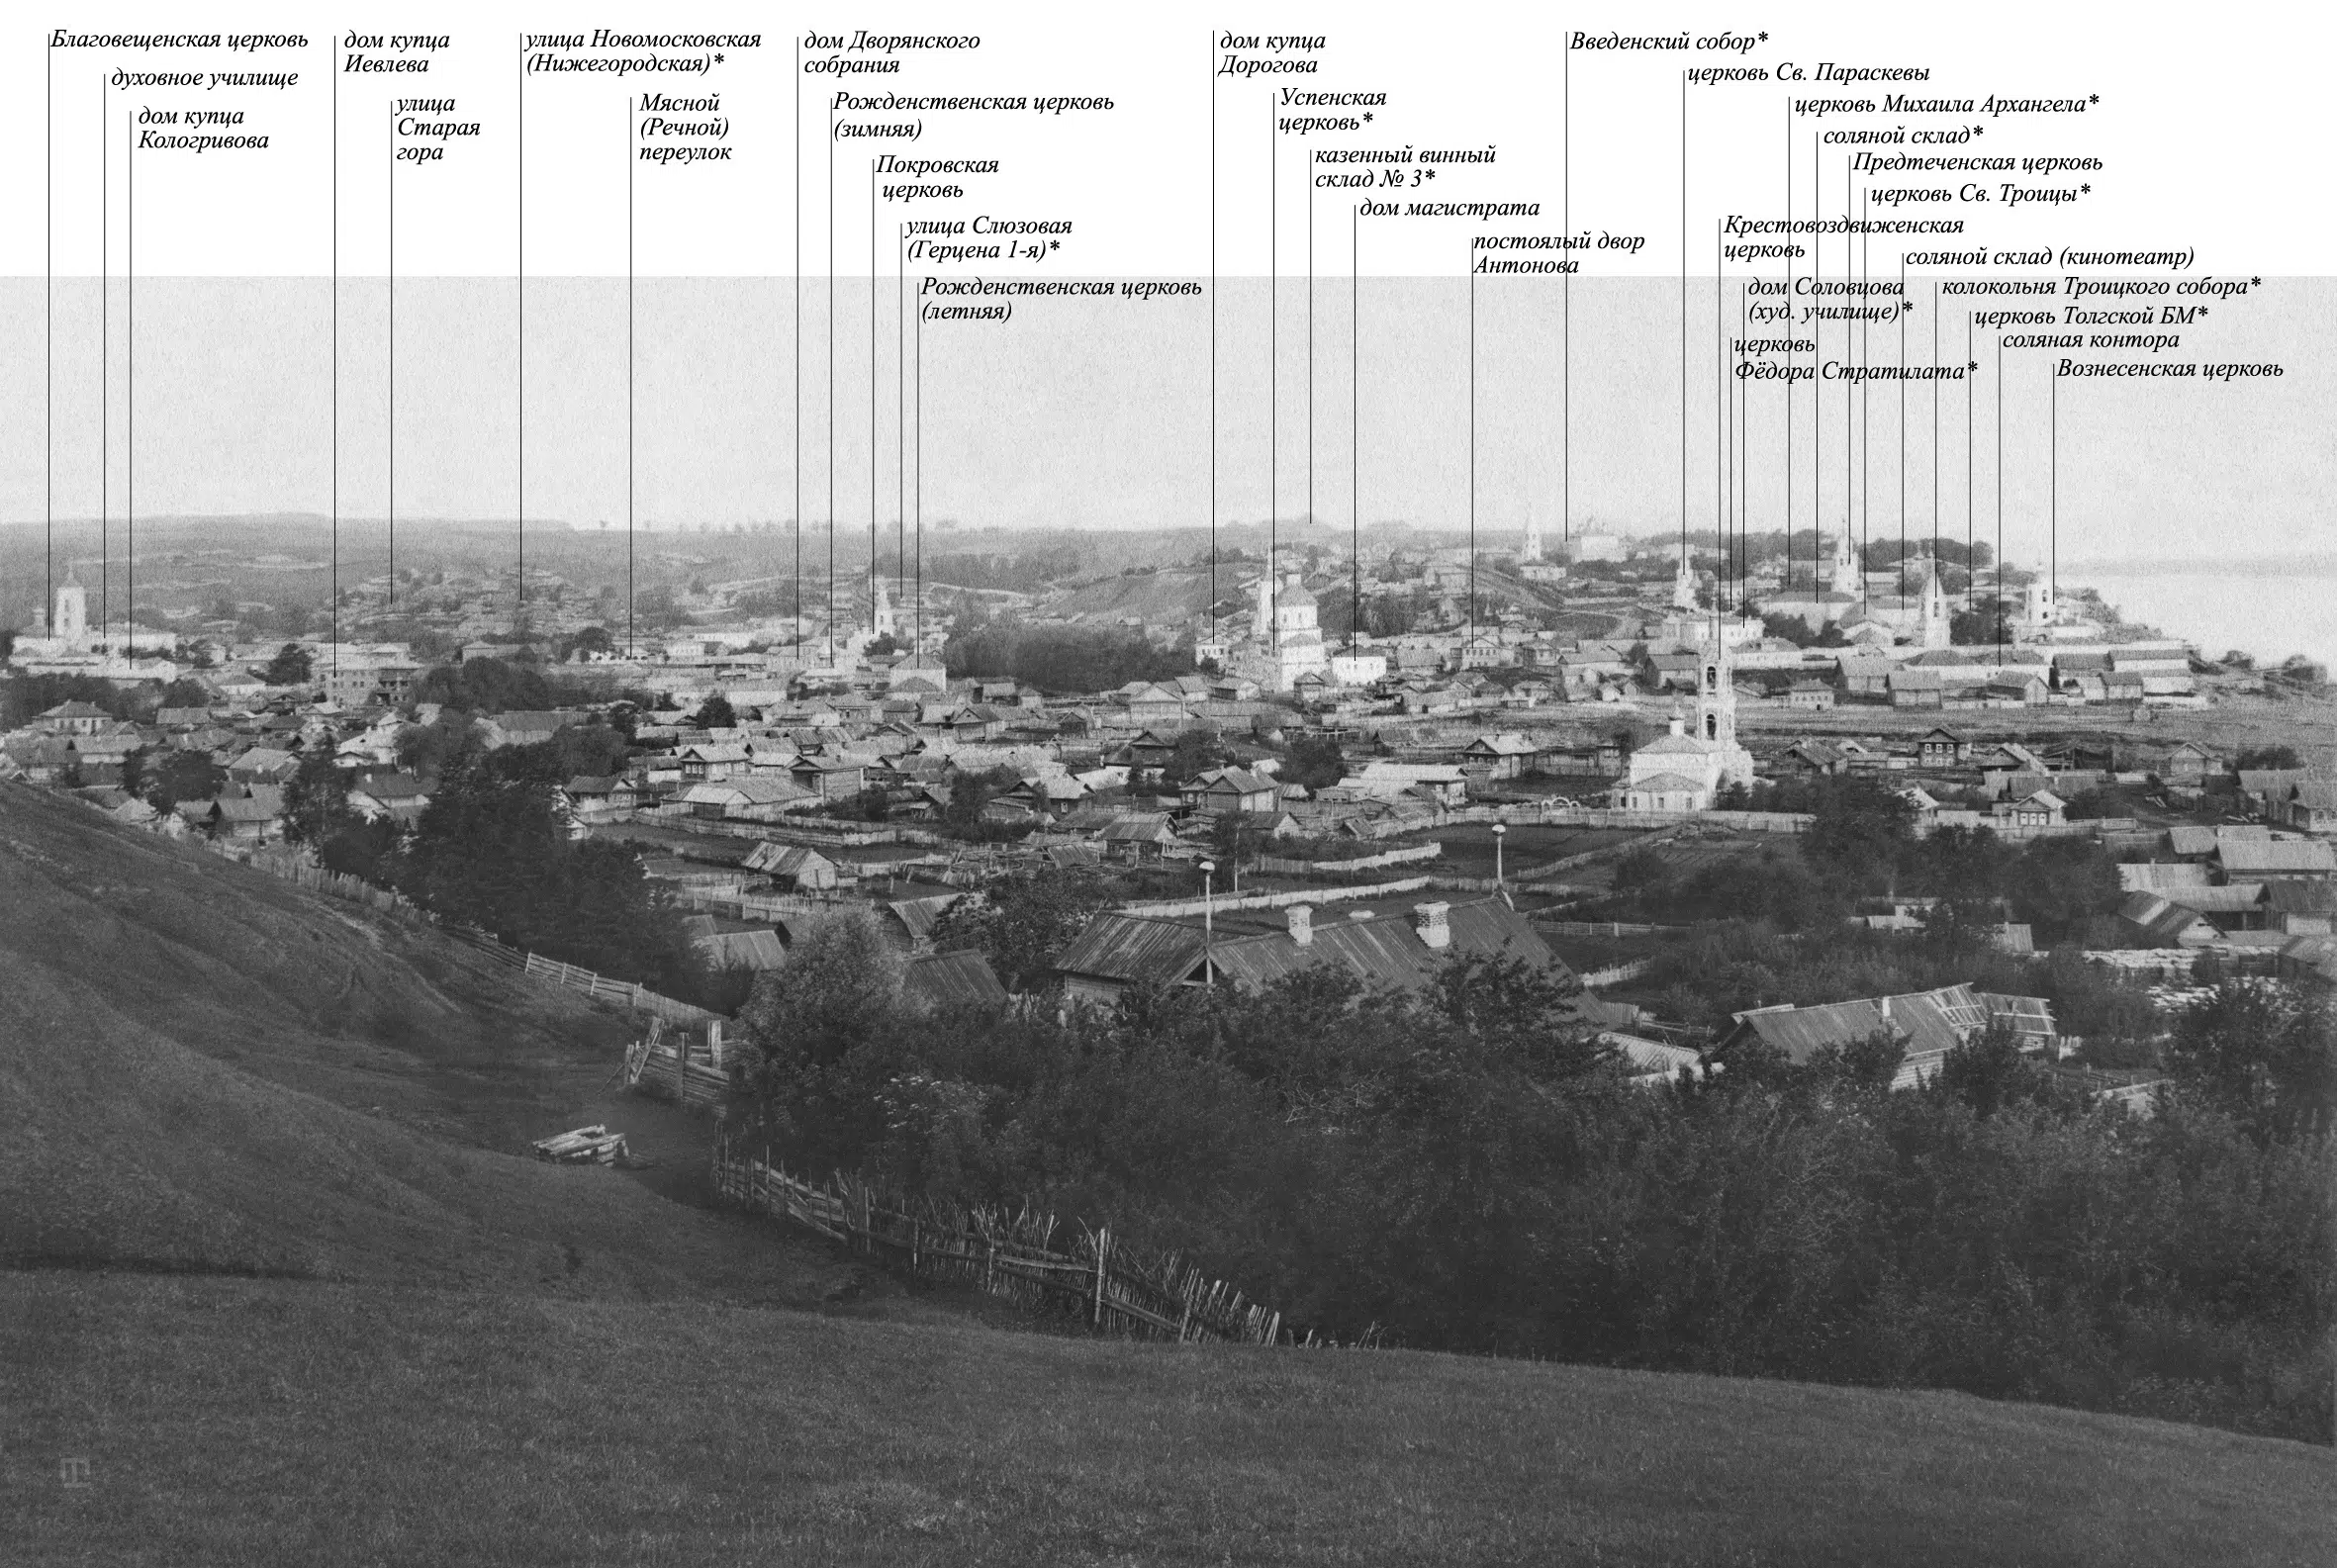 Благовещенская церковь
духовное училище
дом купца
Кологривова
дом купца
Иевлева
улица
Старая
гора
улица Новомосковская
(Нижегородская)*
Мясной
(Речной)
переулок
дом Дворянского
собрания
Рожденственская церковь
(зимняя)
Покровская
церковь
улица Слюзовая
(Герцена 1-я)*
Рожденственская церковь
(летняя)
дом купца
Дорогова
Успенская
церковь*
казенный винный
склад № 3*
дом магистрата
постоялый двор
Антонова
Введенский собор*
церковь Св. Параскевы
церковь Михаила Архангела*
соляной склад*
Предтеченская церковь
церковь Св. Троицы*
Крестовоздвиженская
церковь
соляной склад (кинотеатр)
дом Соловцова
(худ. училище)*
колокольня Троицкого собора*
церковь Толгской БМ*
церковь
Фёдора Стратилата*
соляная контора
Вознесенская церковь